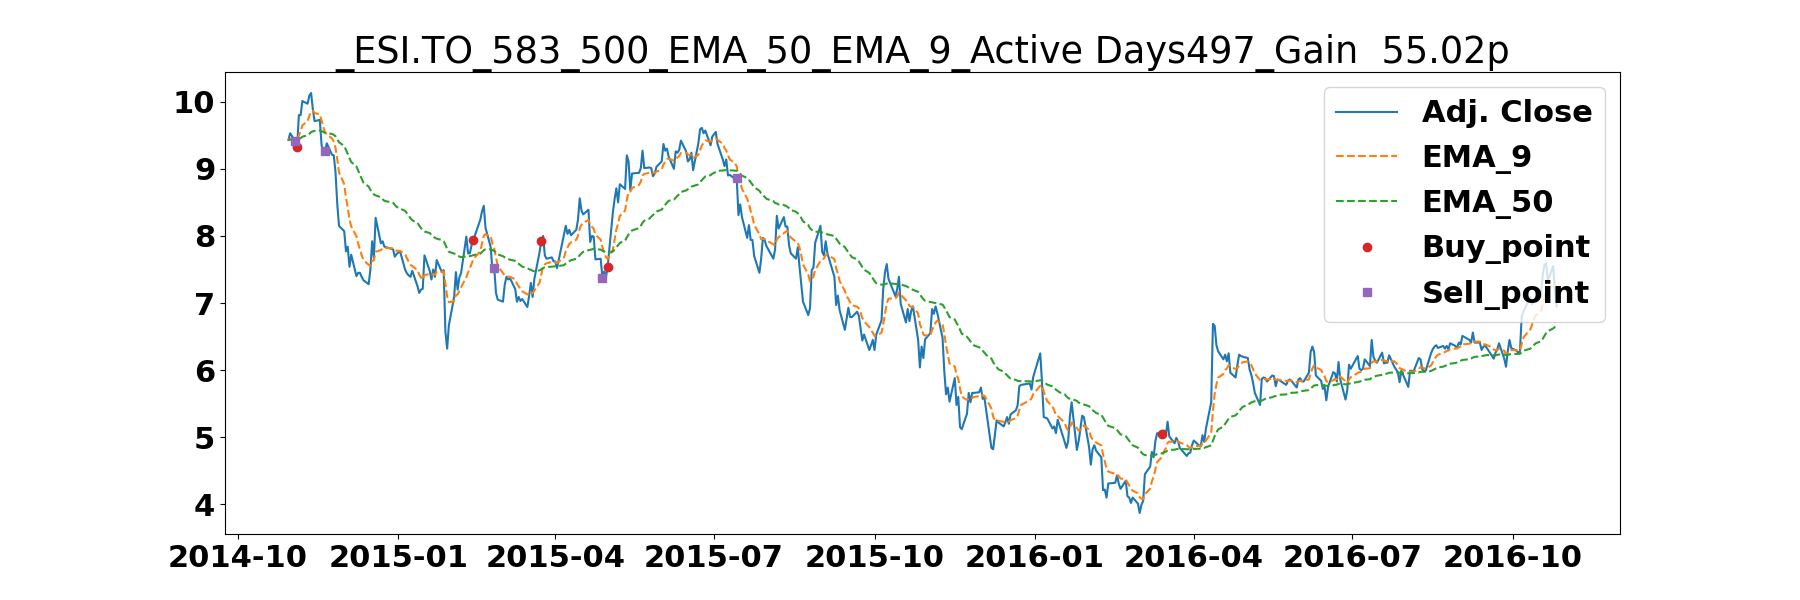 _ESI.TO_583_500_EMA_50_EMA_9_Active Days497_Gain  55.02p
10
9
8
7
6
5
4
Adj. Close
EMA_9
EMA_50
Buy_point
Sell_point
2014-10 2015-01 2015-04 2015-07 2015-10 2016-01 2016-04 2016-07 2016-10